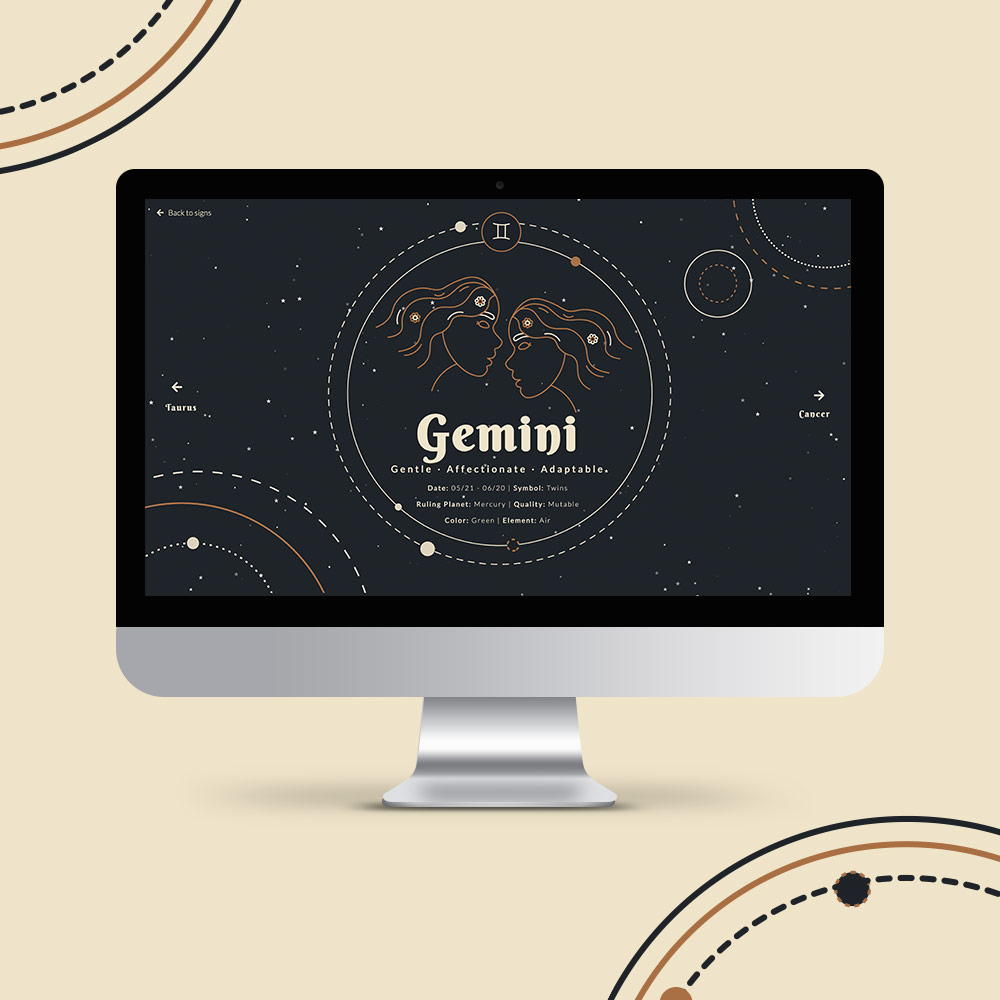 ← Back to signs
♊
← Taurus
→ Cancer
Gemini
Gentle · Affectionate · Adaptable
Date: 05/21 - 06/20 | Symbol: Twins
Ruling Planet: Mercury | Quality: Mutable
Color: Green | Element: Air